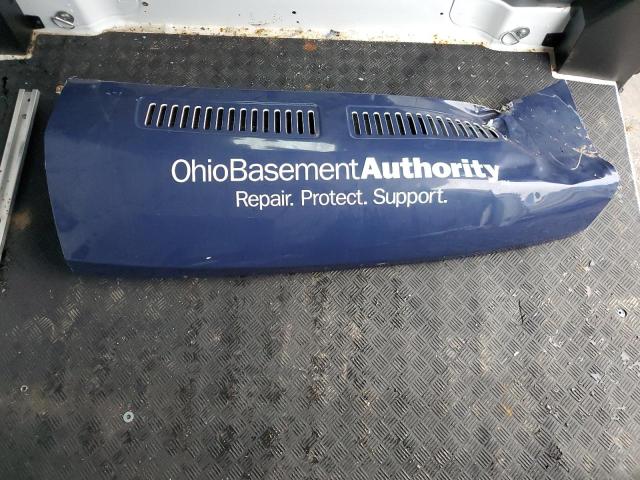 OhioBasementAuthority
Repair. Protect. Support.